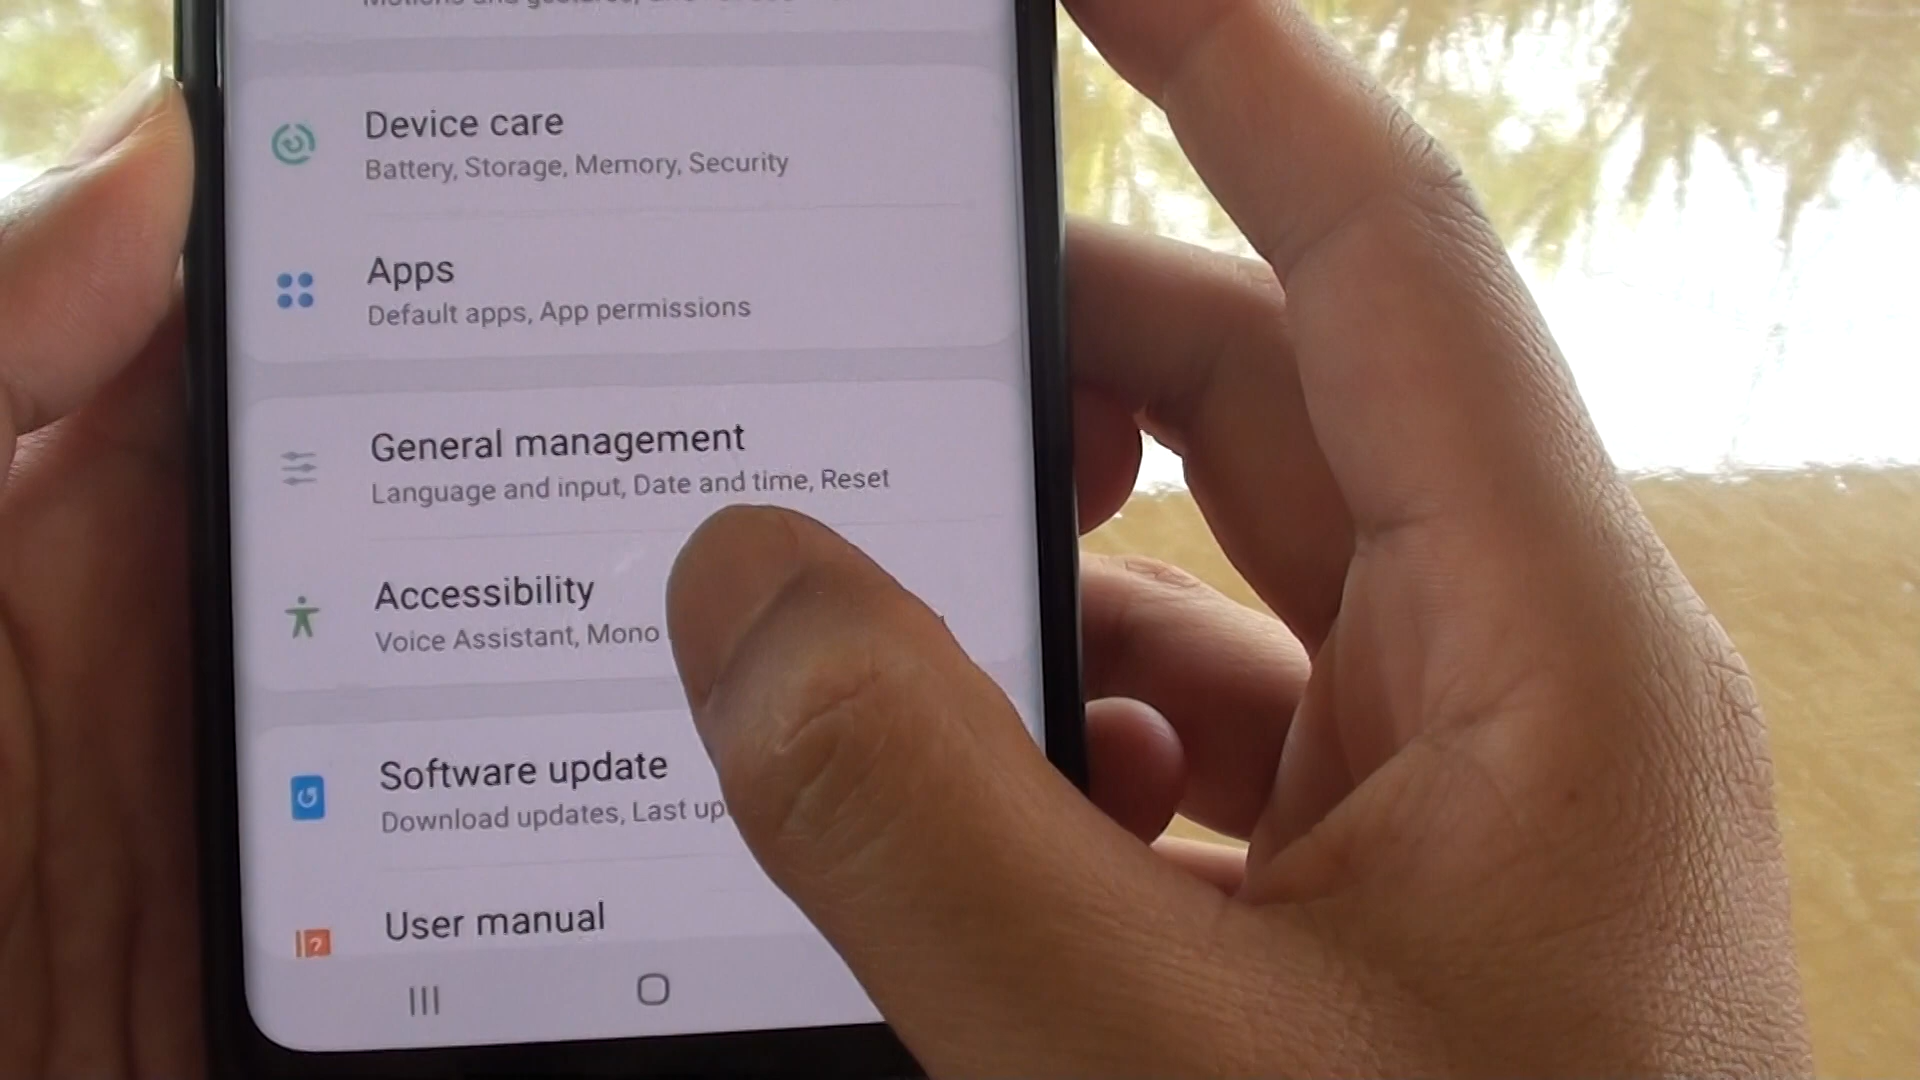 Device care
Battery, Storage, Memory, Security
Apps
Default apps, App permissions
General management
Language and input, Date and time, Reset
Accessibility
Voice Assistant, Mono
Software update
Download updates, Last up
User manual